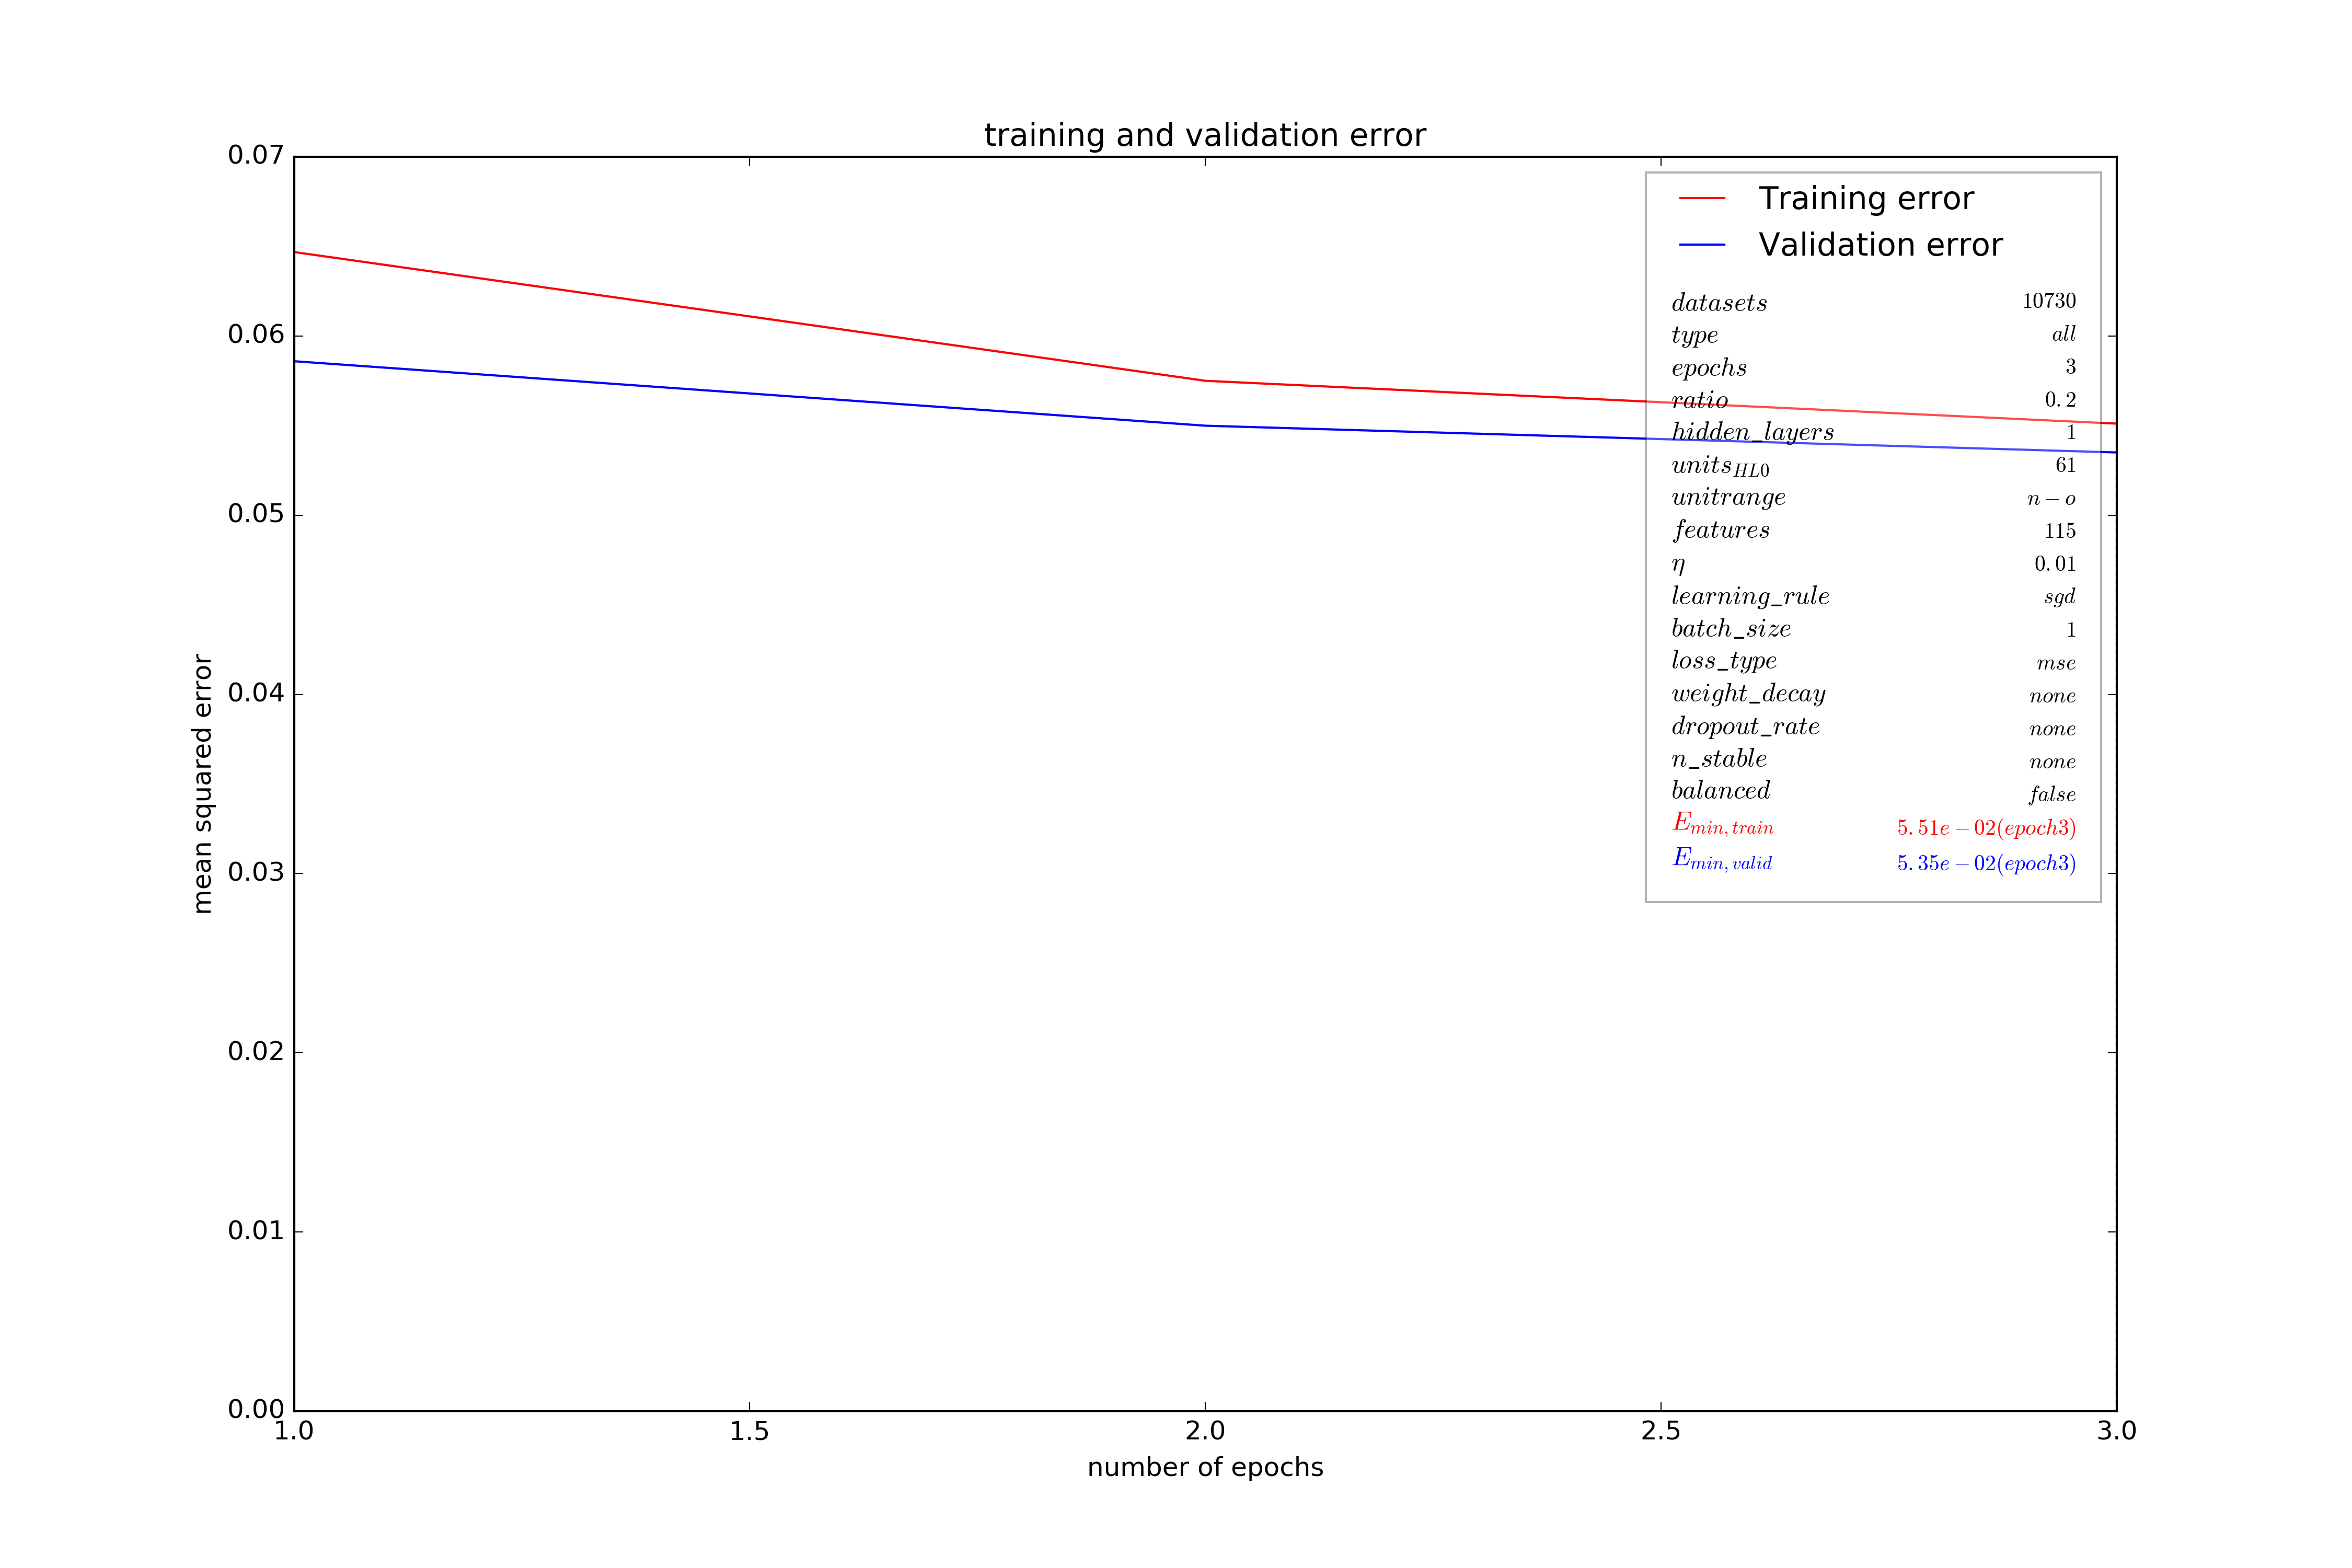 training and validation error
0.07
0.06
0.05
0.04
0.03
0.02
0.01
0.00
mean squared error
1.0 1.5 2.0 2.5 3.0
number of epochs
Training error
Validation error
datasets 10730
type all
epochs 3
ratio 0.2
hidden_layers 1
units_HL0 61
unitrange n − o
features 115
η 0.01
learning_rule sgd
batch_size 1
loss_type mse
weight_decay none
dropout_rate none
n_stable none
balanced false
E_min,train 5.51e − 02(epoch3)
E_min,valid 5.35e − 02(epoch3)